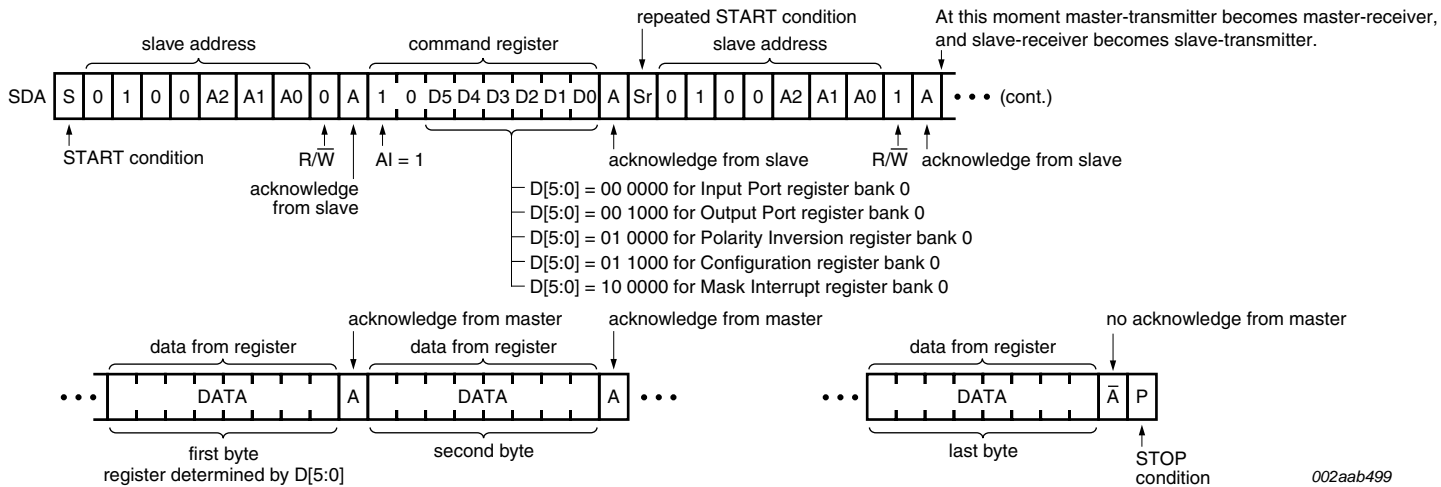 repeated START condition
At this moment master-transmitter becomes master-receiver,
and slave-receiver becomes slave-transmitter.
slave address
command register
slave address
SDA S 0 1 0 0 A2 A1 A0 0 A 1 0 D5 D4 D3 D2 D1 D0 A Sr 0 1 0 0 A2 A1 A0 1 A • • • (cont.)
START condition
R/W̅
AI = 1
acknowledge from slave
R/W̅
acknowledge from slave
acknowledge
from slave
D[5:0] = 00 0000 for Input Port register bank 0
D[5:0] = 00 1000 for Output Port register bank 0
D[5:0] = 01 0000 for Polarity Inversion register bank 0
D[5:0] = 01 1000 for Configuration register bank 0
D[5:0] = 10 0000 for Mask Interrupt register bank 0
acknowledge from master
acknowledge from master
no acknowledge from master
data from register
data from register
data from register
• • • DATA A DATA A • • • • • • DATA A̅ P
first byte
register determined by D[5:0]
second byte
last byte
STOP
condition
002aab499